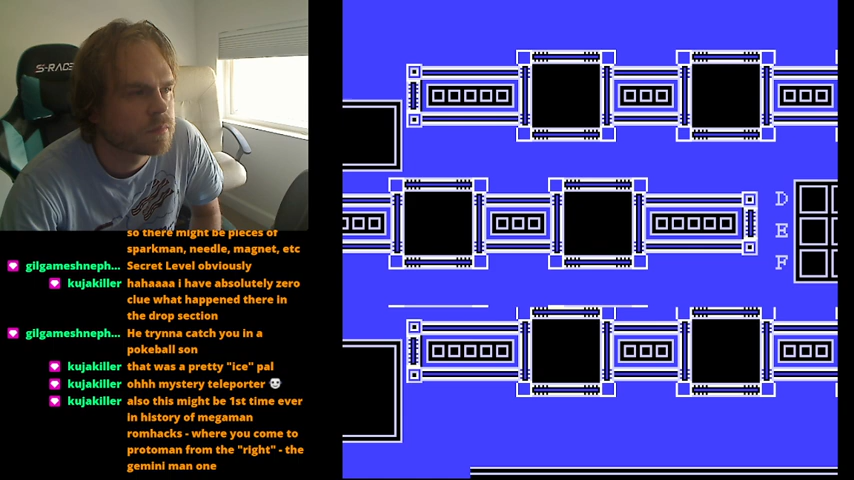 S-RACE
so there might be pieces of
sparkman, needle, magnet, etc
gilgameshneph... Secret Level obviously
kujakiller hahaaaa i have absolutely zero
clue what happened there in
the drop section
gilgameshneph... He trynna catch you in a
pokeball son
kujakiller that was a pretty "ice" pal
kujakiller ohhh mystery teleporter 💀
kujakiller also this might be 1st time ever
in history of megaman
romhacks - where you come to
protoman from the "right" - the
gemini man one
D
E
F